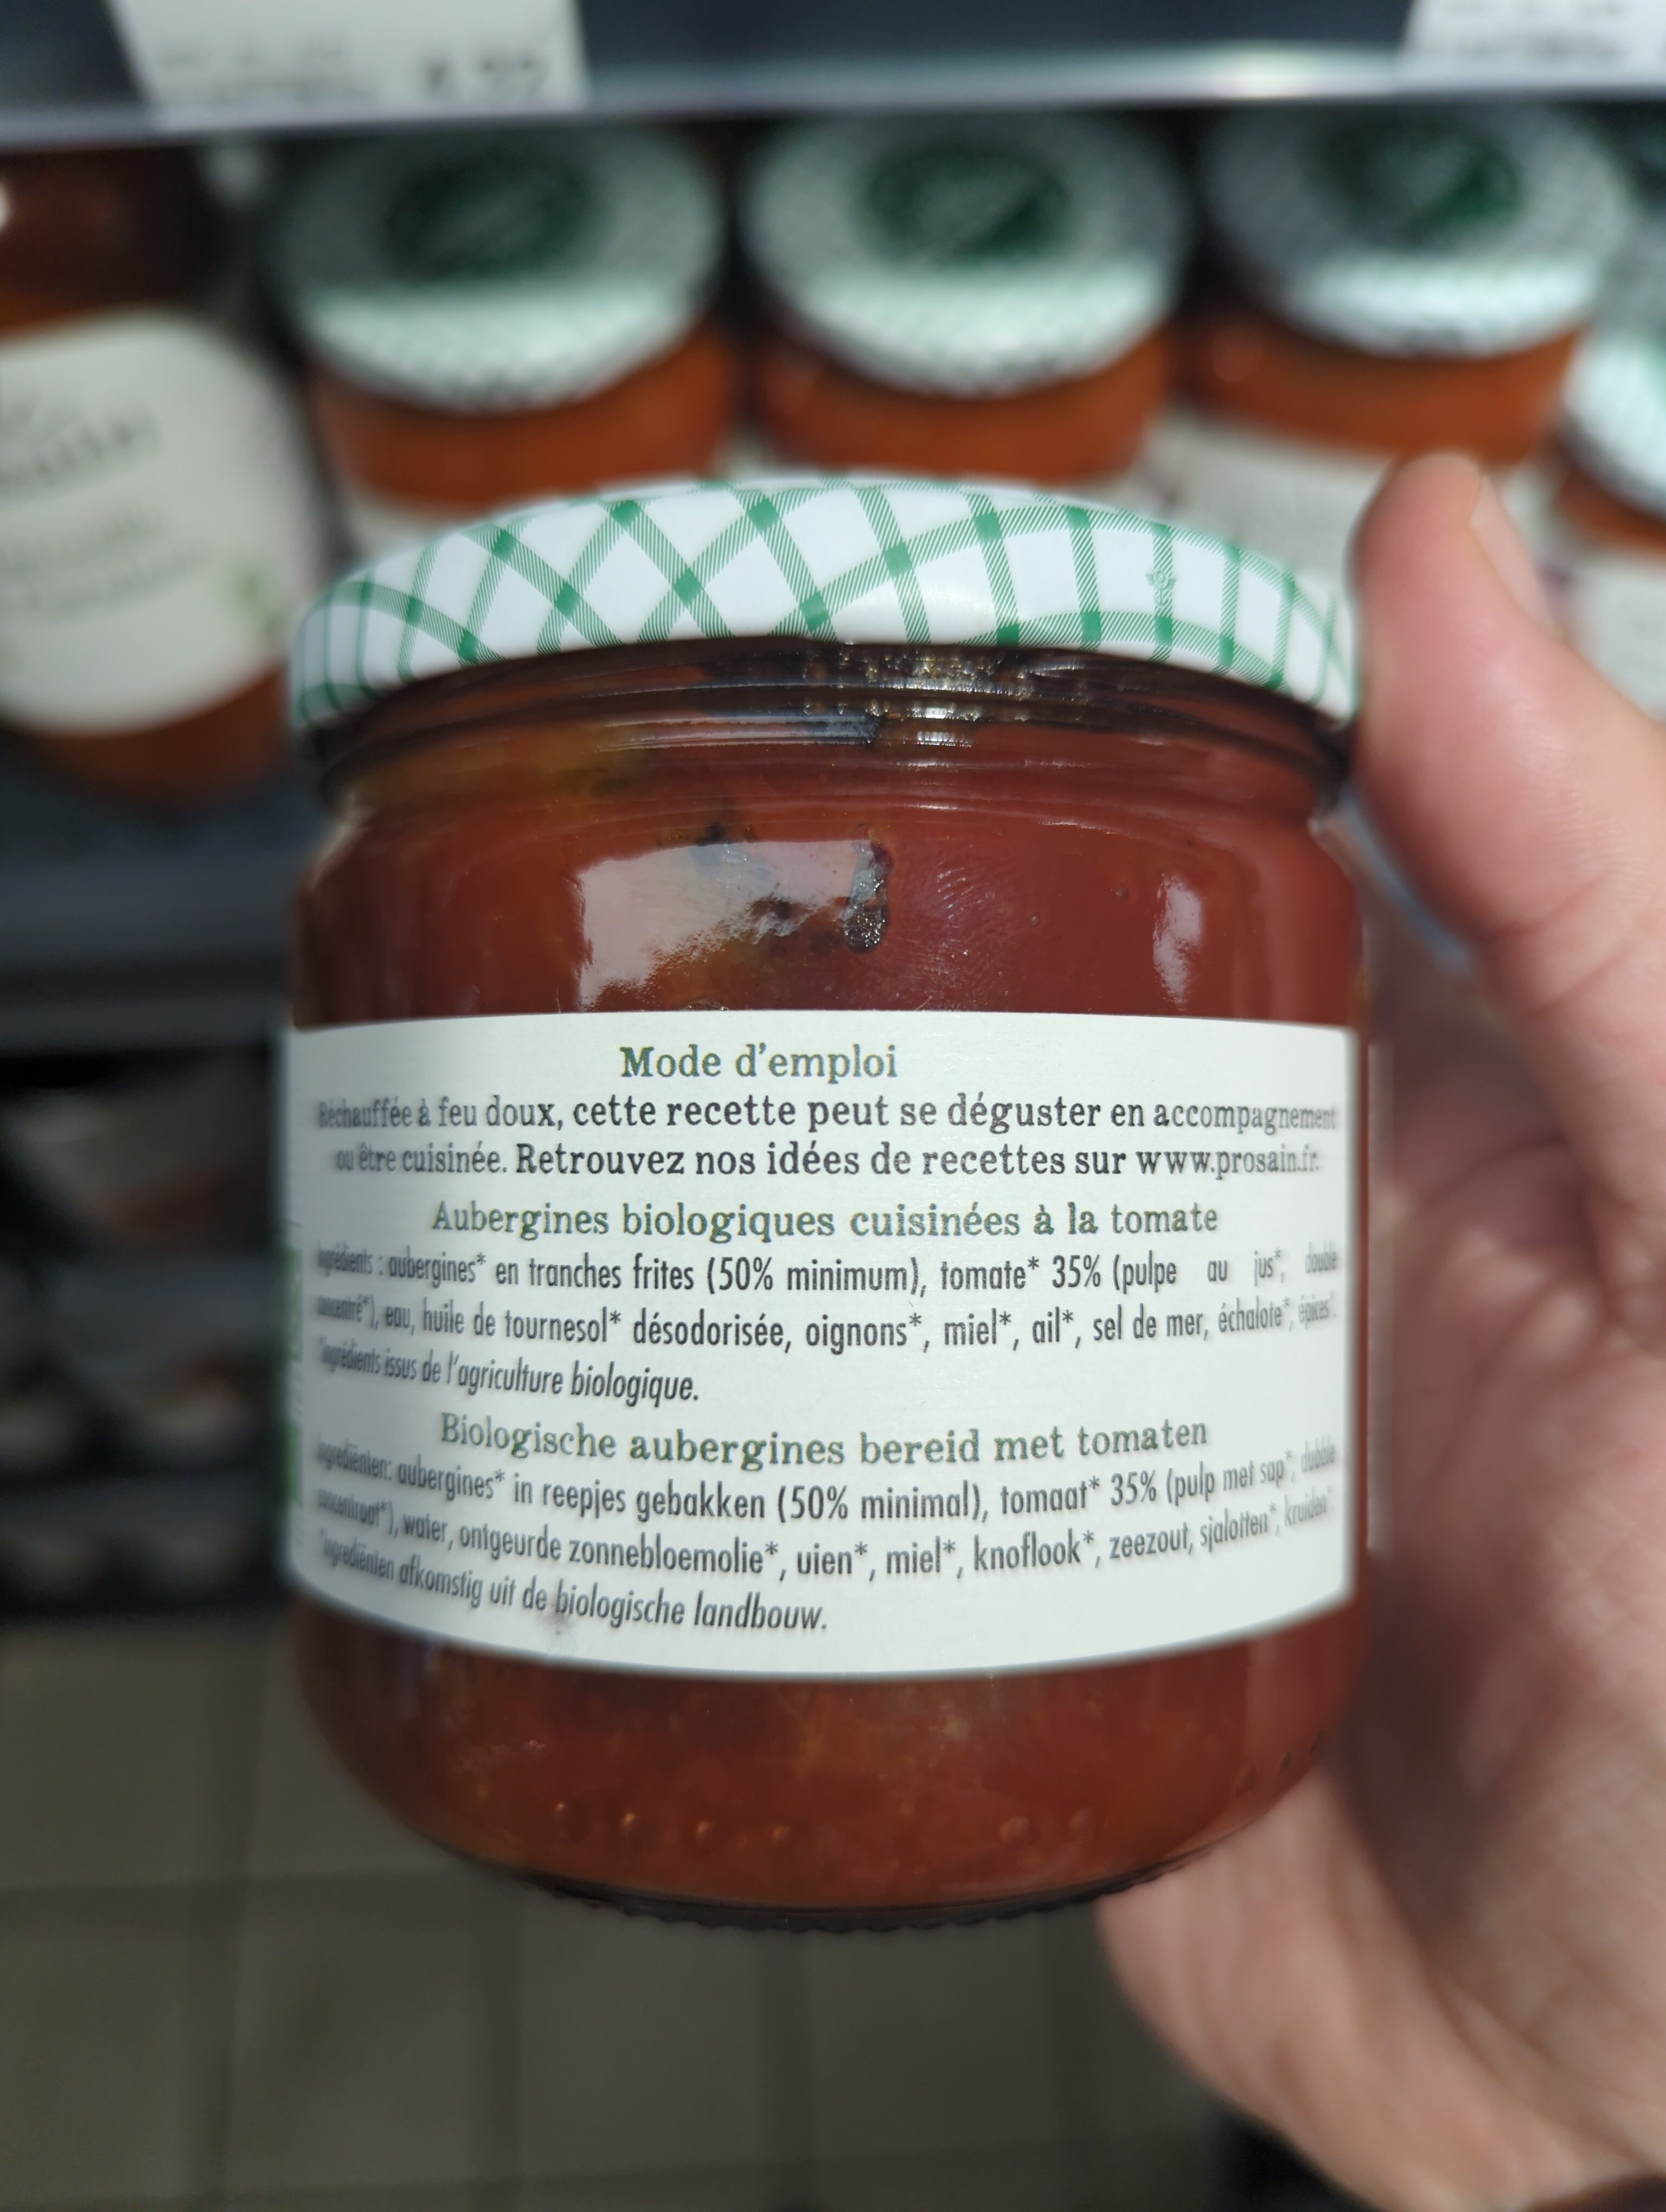 Mode d'emploi
Réchauffée à feu doux, cette recette peut se déguster en accompagnement
ou être cuisinée. Retrouvez nos idées de recettes sur www.prosain.fr.
Aubergines biologiques cuisinées à la tomate
Ingrédients : aubergines* en tranches frites (50% minimum), tomate* 35% (pulpe au jus*, double
concentré*), eau, huile de tournesol* désodorisée, oignons*, miel*, ail*, sel de mer, échalote*, épices*.
*ingrédients issus de l'agriculture biologique.
Biologische aubergines bereid met tomaten
Ingrediënten: aubergines* in reepjes gebakken (50% minimal), tomaat* 35% (pulp met sap*, dubble
concentraat*), water, ontgeurde zonnebloemolie*, uien*, miel*, knoflook*, zeezout, sjalotten*, kruiden*.
*ingrediënten afkomstig uit de biologische landbouw.